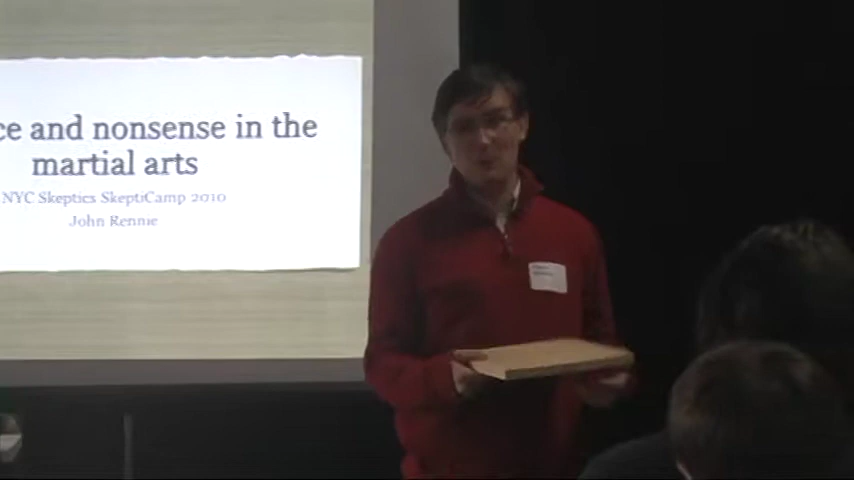 ce and nonsense in the
martial arts
NYC Skeptics SkeptiCamp 2010
John Rennie